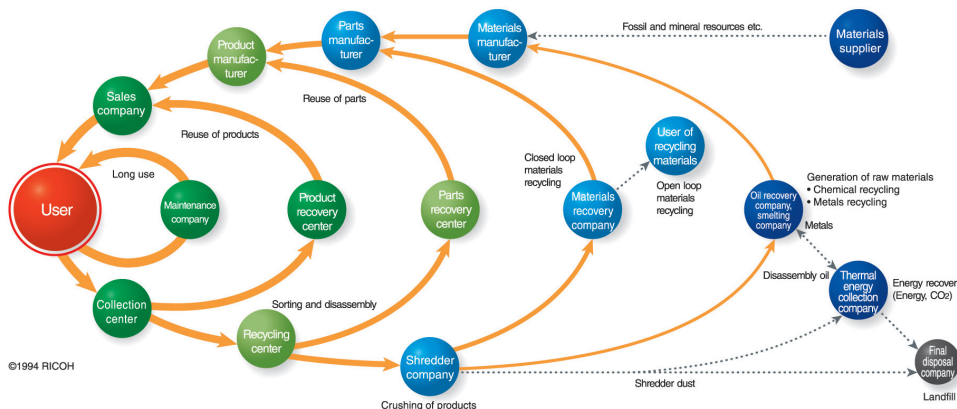 Materials
manufac-
turer
Fossil and mineral resources etc.
Materials
supplier
Parts
manufac-
turer
Product
manufac-
turer
Sales
company
Reuse of parts
Reuse of products
User
Long use
Maintenance
company
Product
recovery
center
Parts
recovery
center
Closed loop
materials
recycling
Materials
recovery
company
User of
recycling
materials
Open loop
materials
recycling
Oil recovery
company,
smelting
company
Generation of raw materials
• Chemical recycling
• Metals recycling
Metals
Disassembly oil
Thermal
energy
collection
company
Energy recover
(Energy, CO2)
Collection
center
Sorting and disassembly
Recycling
center
Shredder
company
Crushing of products
Shredder dust
Final
disposal
company
Landfill
©1994 RICOH